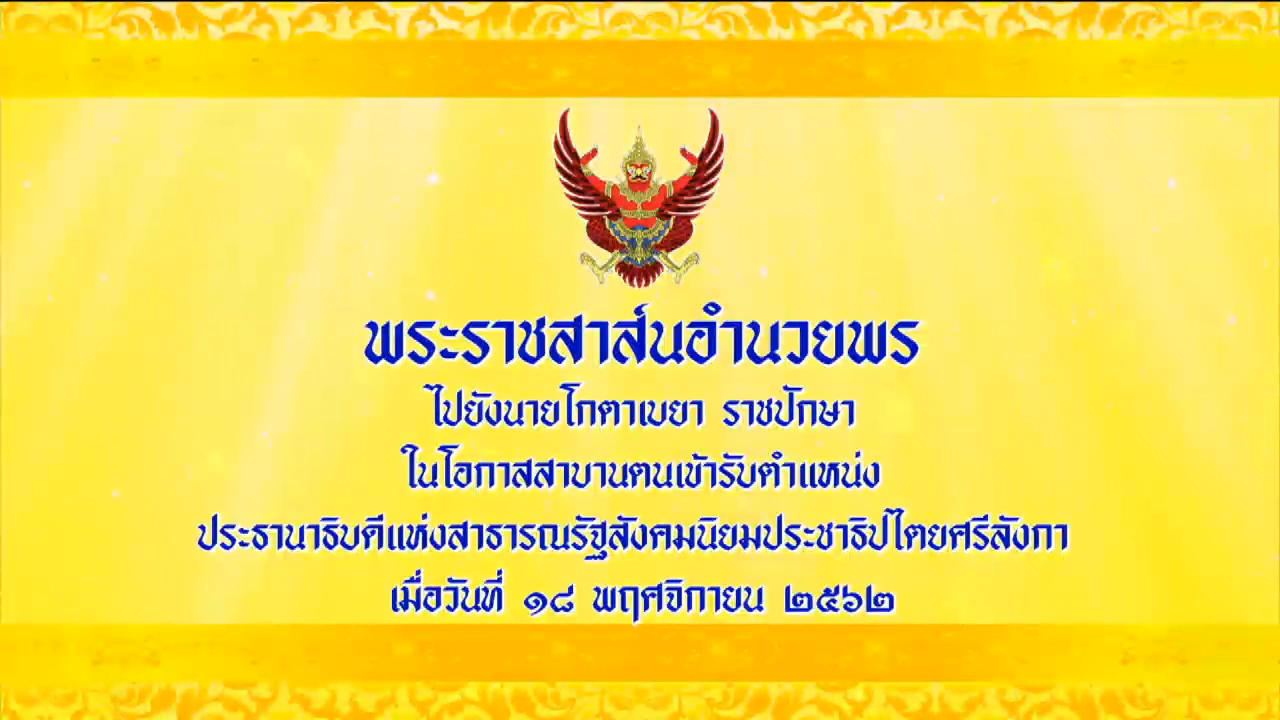 พระราชสาส์นอำนวยพร
ไปยังนายโกตาเบยา ราชปักษา
ในโอกาสสาบานตนเข้ารับตำแหน่ง
ประธานาธิบดีแห่งสาธารณรัฐสังคมนิยมประชาธิปไตยศรีลังกา
เมื่อวันที่ ๑๘ พฤศจิกายน ๒๕๖๒